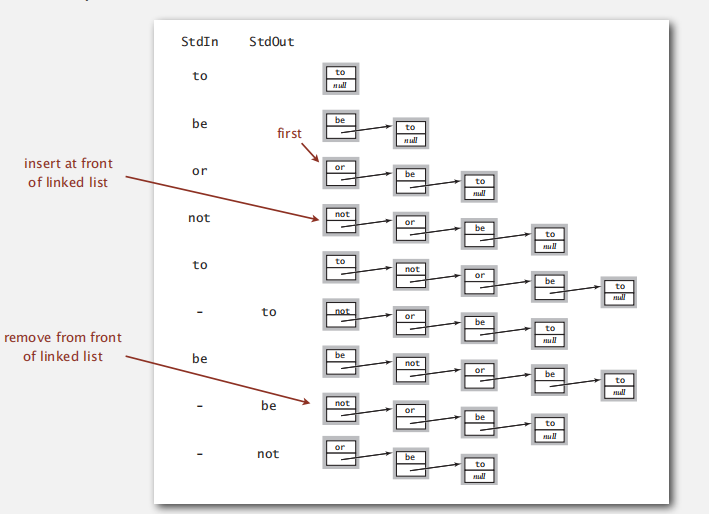 StdIn StdOut
to to
null
be be to
null
first
insert at front
of linked list
or or be to
null
not not or be to
null
to to not or be to
null
- to not or be to
null
remove from front
of linked list
be be not or be to
null
- be not or be to
null
- not or be to
null